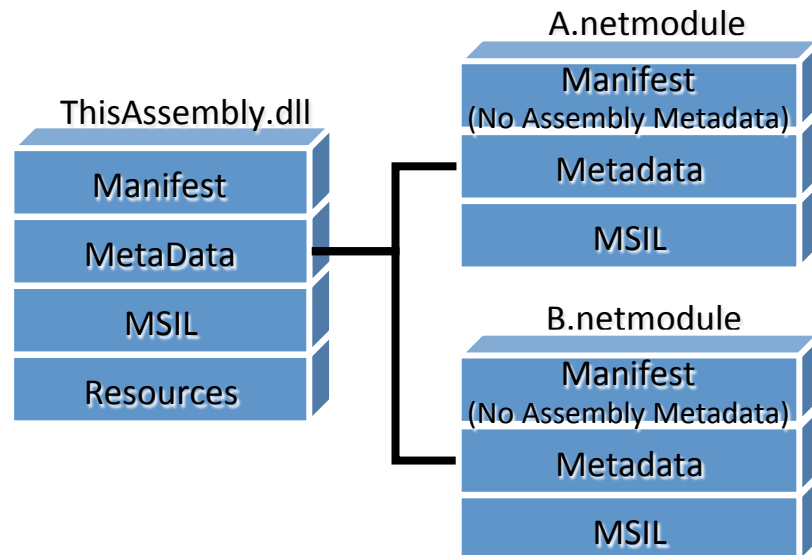 ThisAssembly.dll
Manifest
MetaData
MSIL
Resources
A.netmodule
Manifest
(No Assembly Metadata)
Metadata
MSIL
B.netmodule
Manifest
(No Assembly Metadata)
Metadata
MSIL